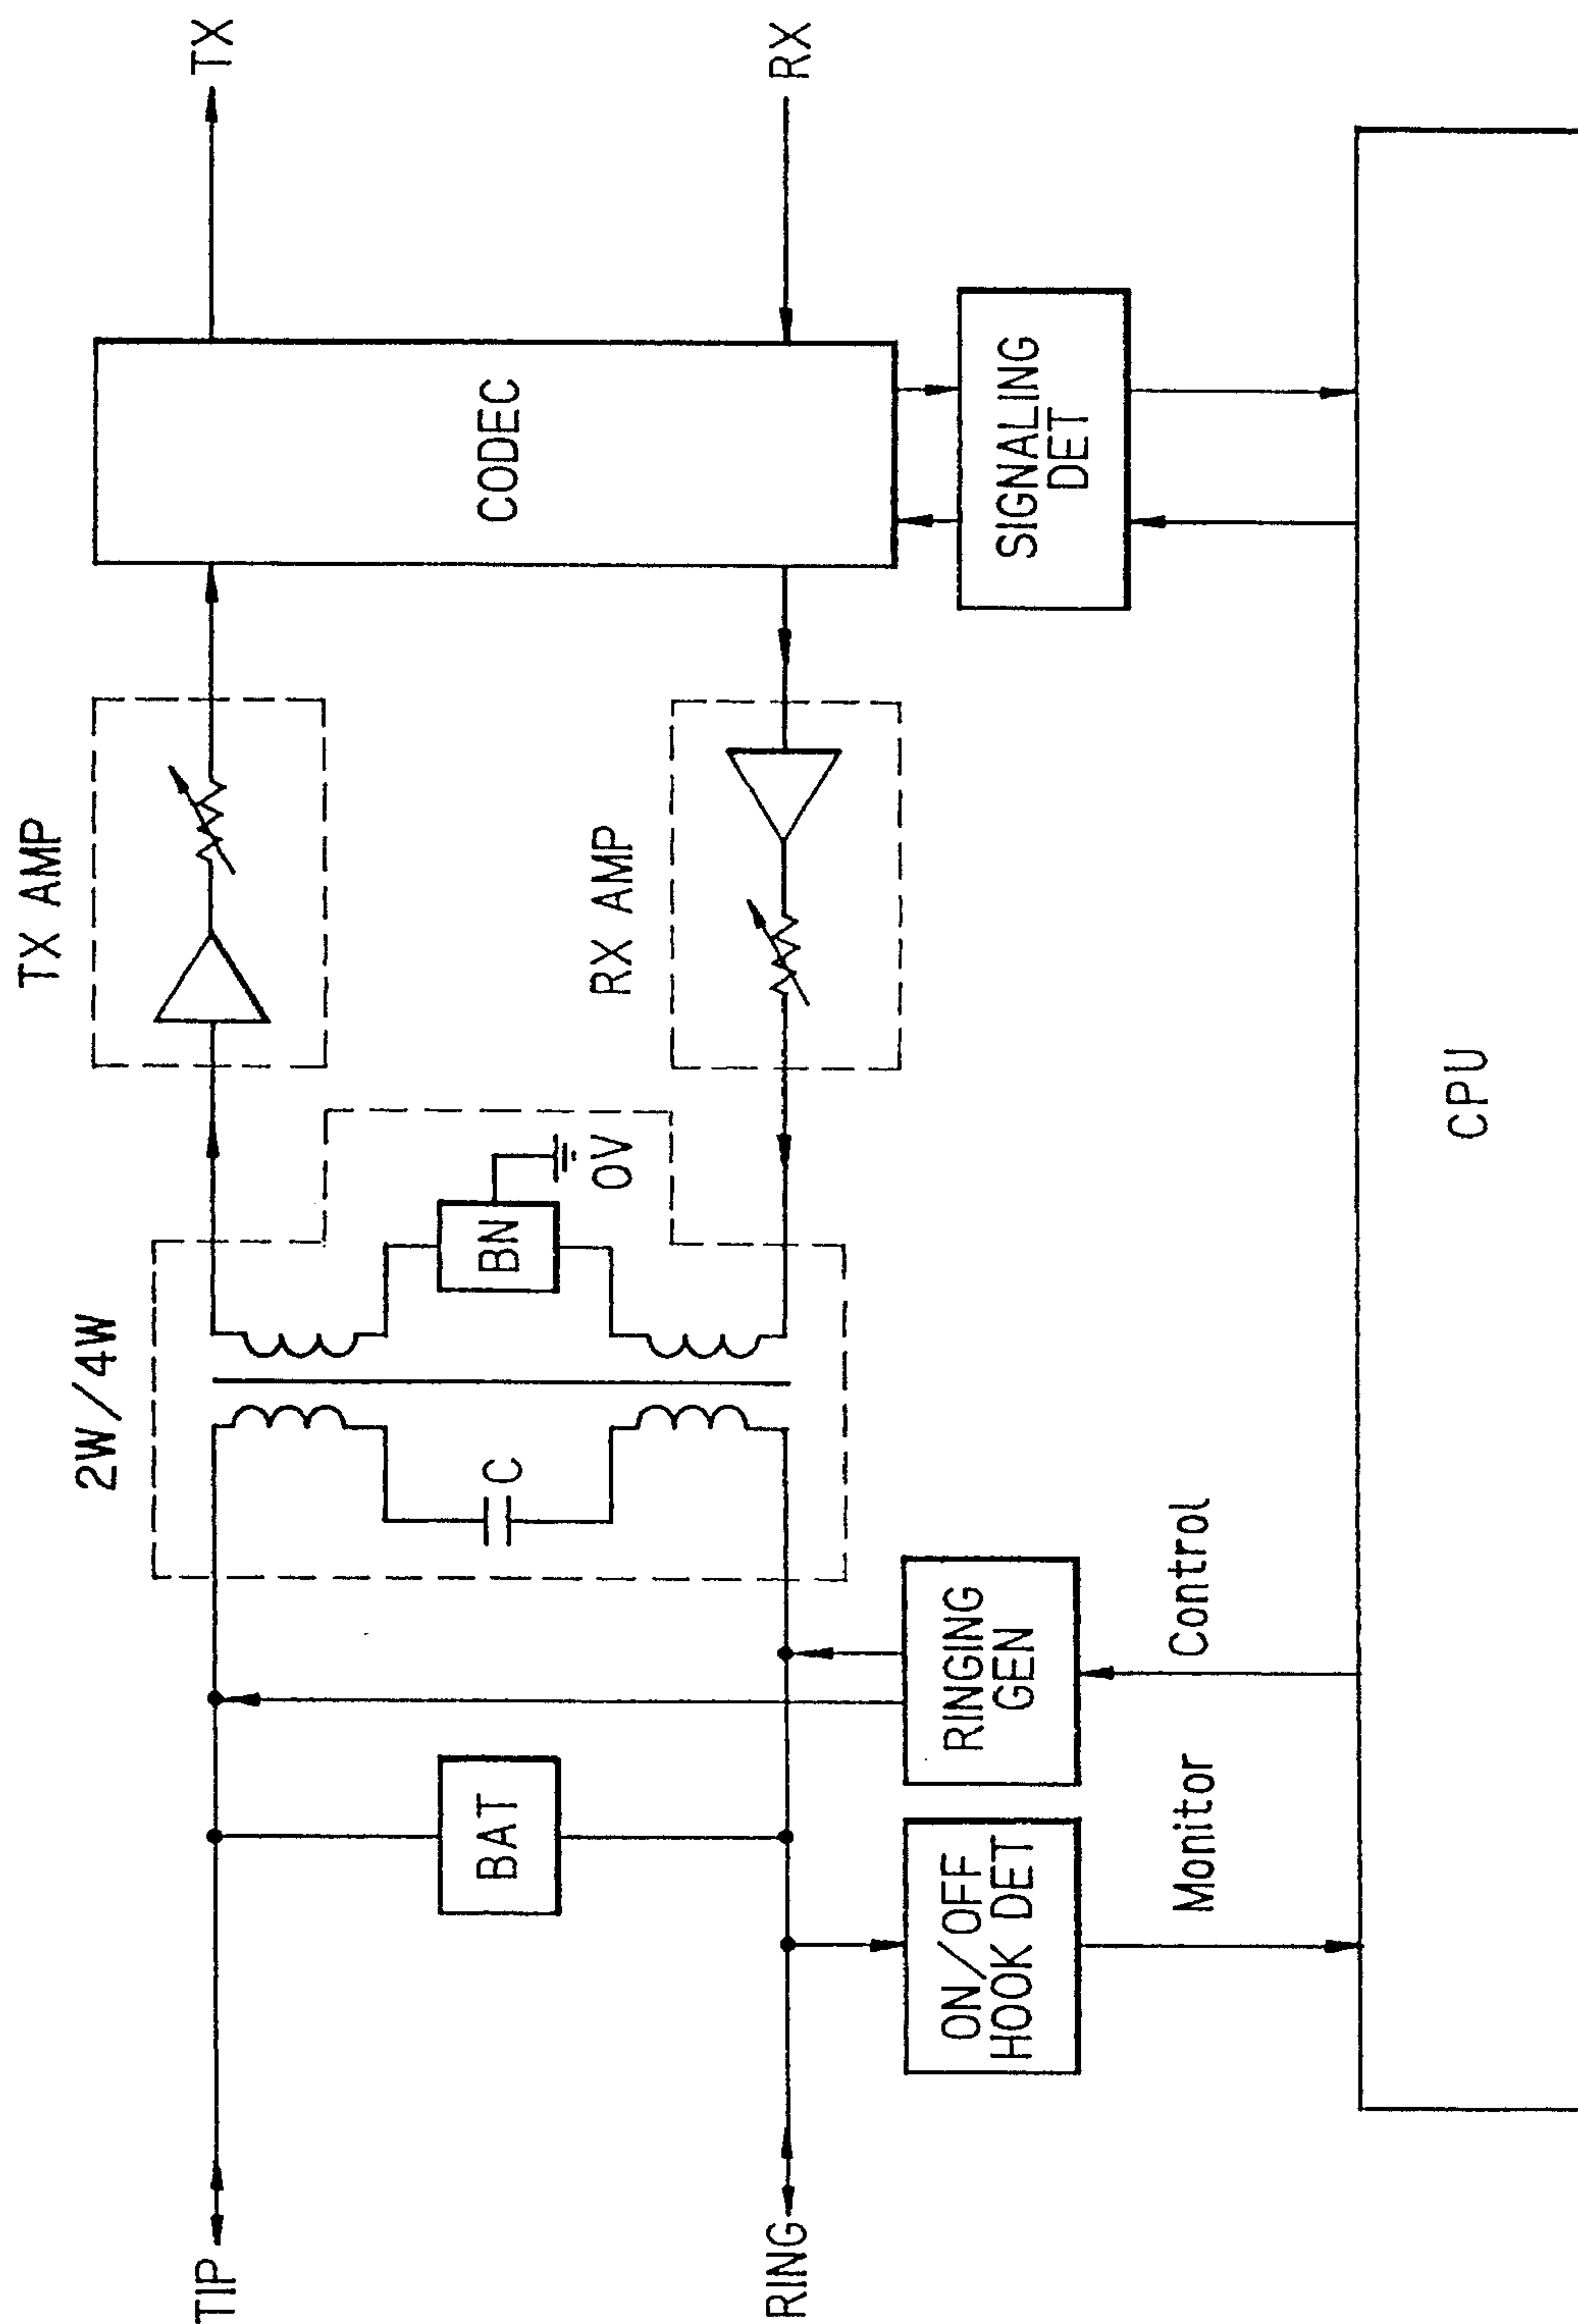 TX AMP
2W/4W
TIP
TX
BAT
C
BN
0V
CODEC
RX AMP
RING
RX
ON/OFF
HOOK DET
RINGING
GEN
SIGNALING
DET
Monitor
Control
CPU